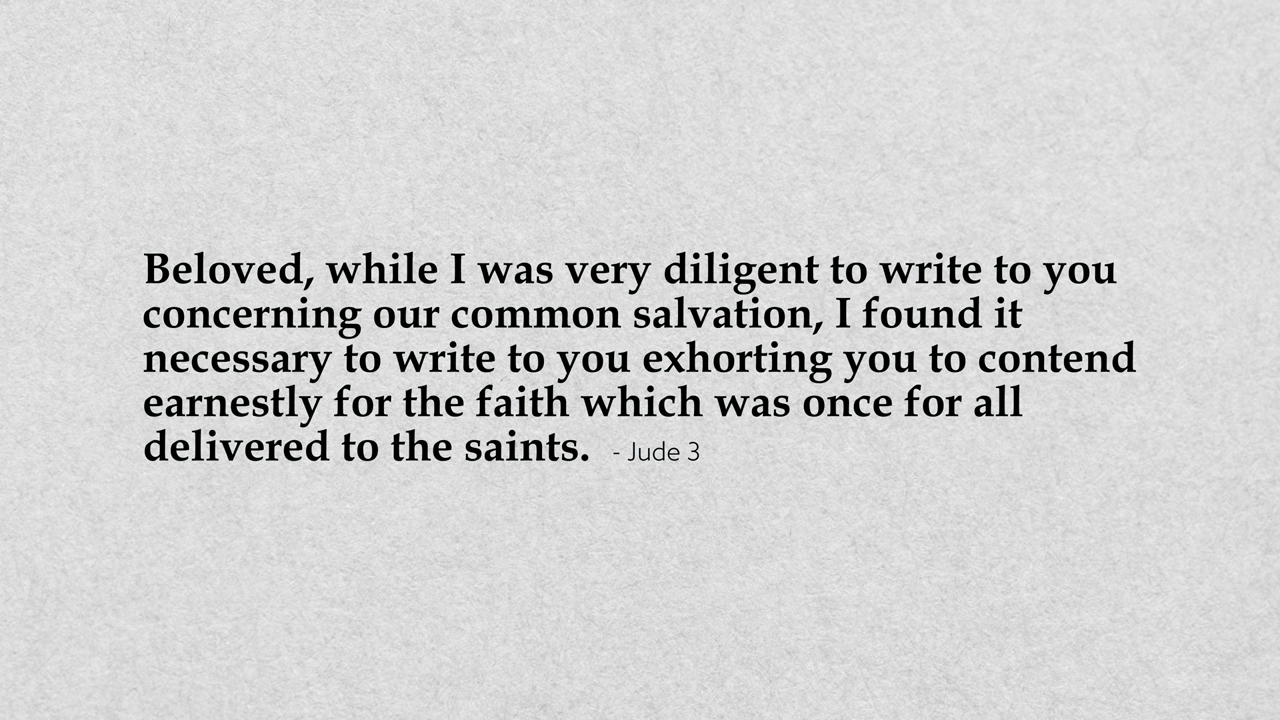 Beloved, while I was very diligent to write to you
concerning our common salvation, I found it
necessary to write to you exhorting you to contend
earnestly for the faith which was once for all
delivered to the saints. - Jude 3